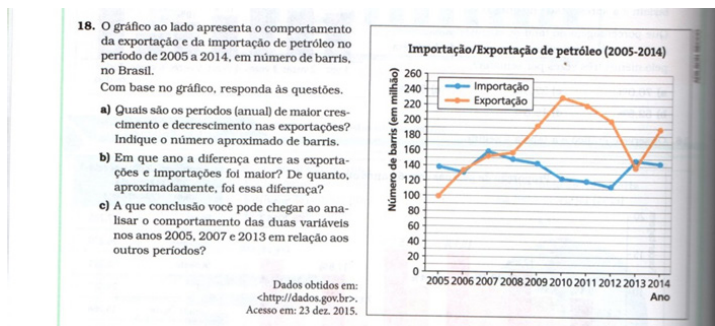 18. O gráfico ao lado apresenta o comportamento
da exportação e da importação de petróleo no
período de 2005 a 2014, em número de barris,
no Brasil.
Com base no gráfico, responda às questões.
a) Quais são os períodos (anual) de maior cres-
cimento e decrescimento nas exportações?
Indique o número aproximado de barris.
b) Em que ano a diferença entre as exporta-
ções e importações foi maior? De quanto,
aproximadamente, foi essa diferença?
c) A que conclusão você pode chegar ao ana-
lisar o comportamento das duas variáveis
nos anos 2005, 2007 e 2013 em relação aos
outros períodos?
Dados obtidos em:
<http://dados.gov.br>.
Acesso em: 23 dez. 2015.
Importação/Exportação de petróleo (2005-2014)
Número de barris (em milhão)
260
240
220
200
180
160
140
120
100
80
60
40
20
0
Importação
Exportação
2005 2006 2007 2008 2009 2010 2011 2012 2013 2014
Ano